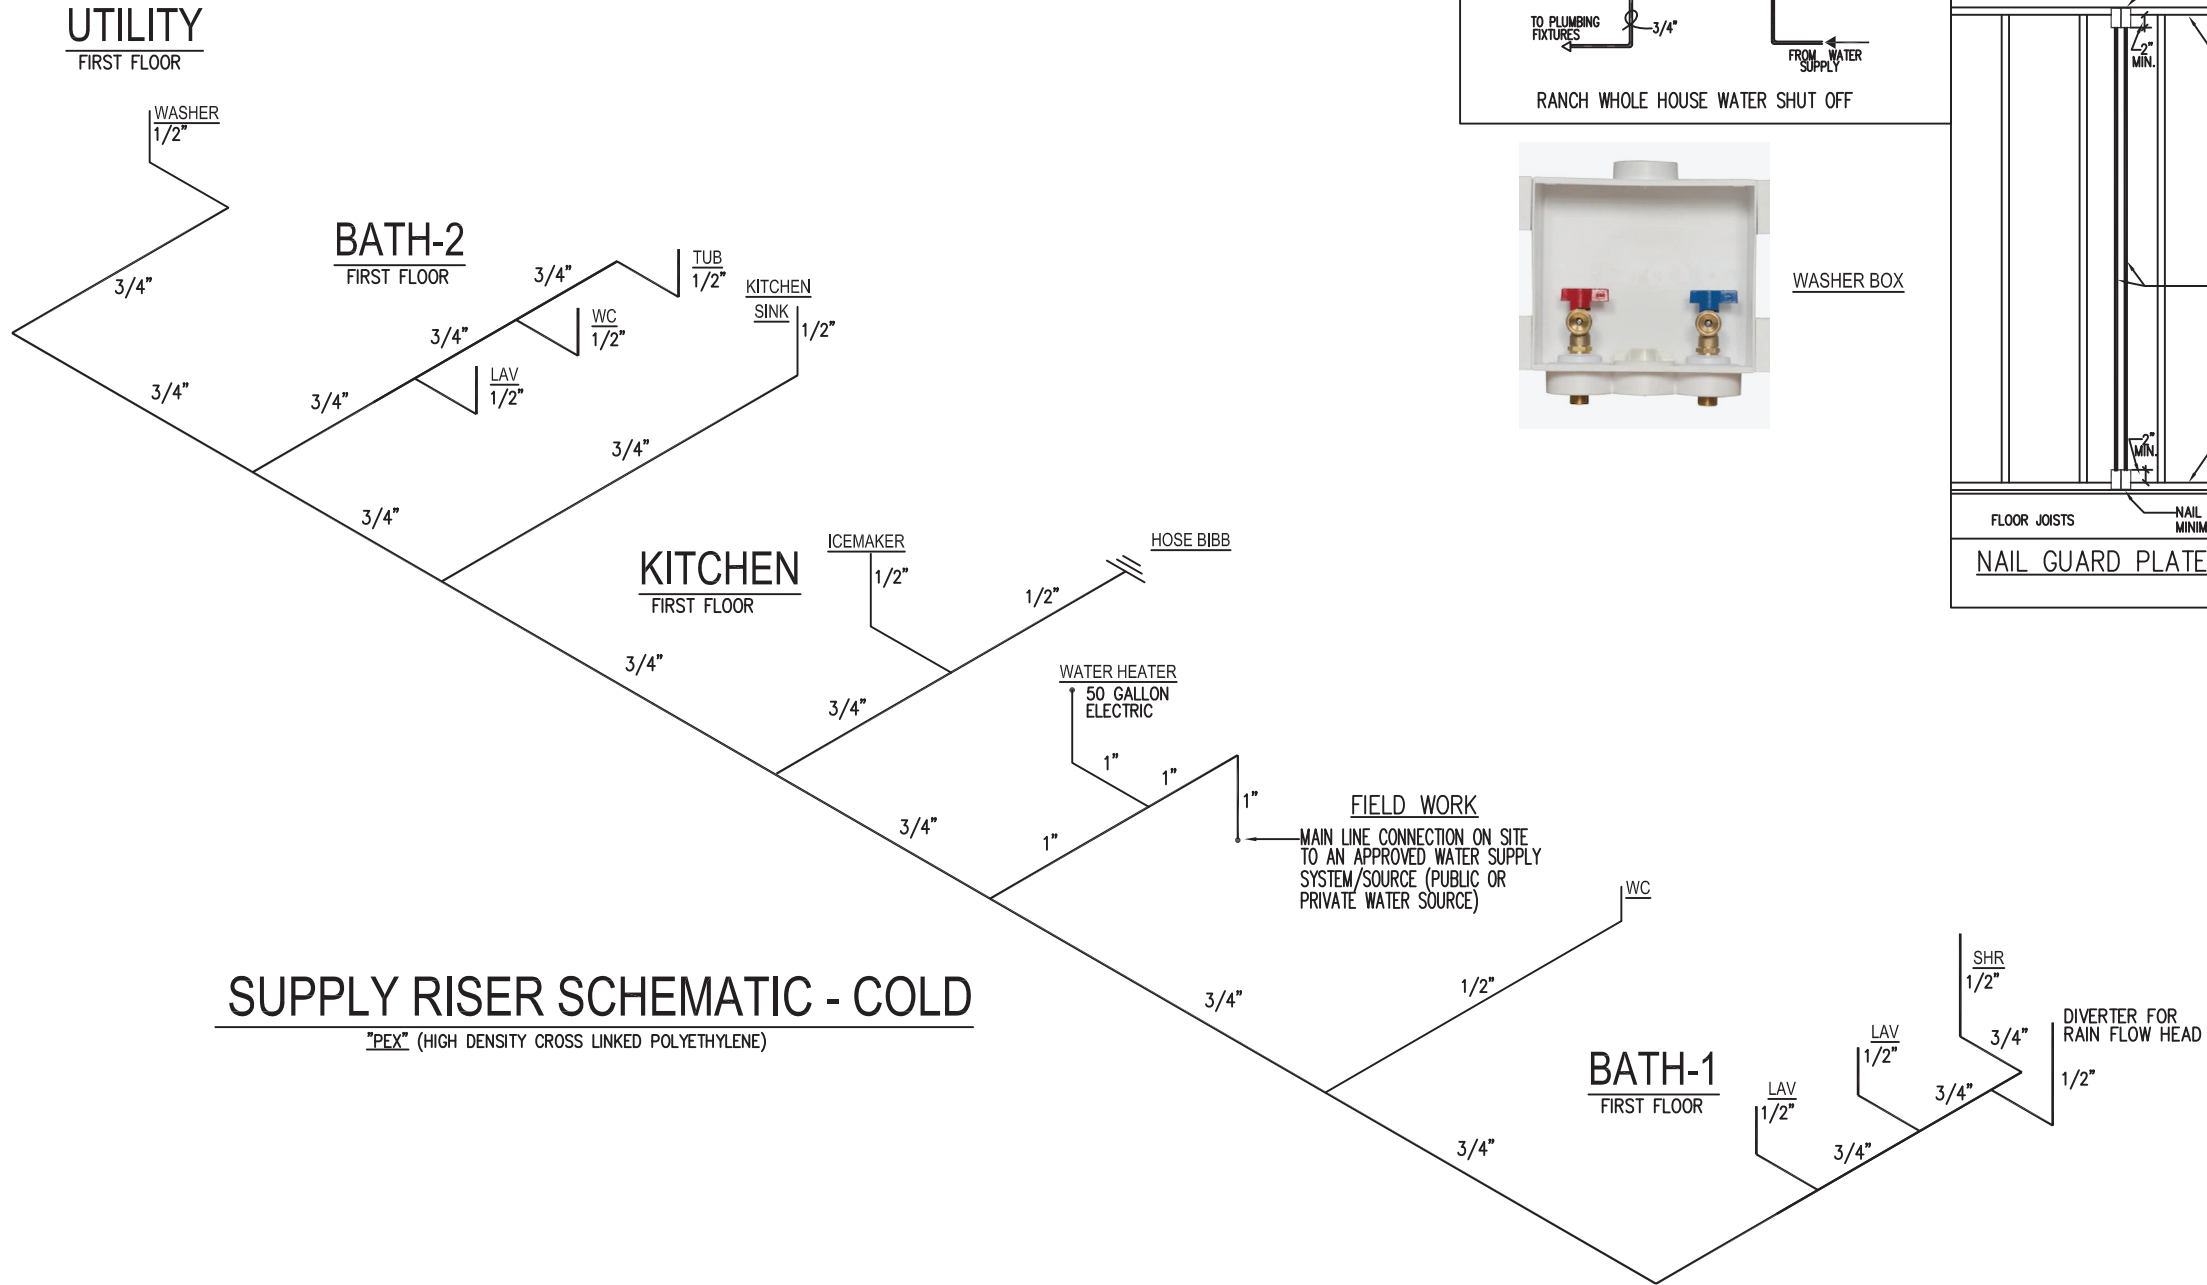 UTILITY
FIRST FLOOR
WASHER
1/2"
3/4"
3/4"
BATH-2
FIRST FLOOR
3/4"
3/4"
3/4"
TUB
1/2"
WC
1/2"
LAV
1/2"
KITCHEN
SINK
1/2"
3/4"
3/4"
KITCHEN
FIRST FLOOR
ICEMAKER
1/2"
HOSE BIBB
1/2"
3/4"
3/4"
WATER HEATER
50 GALLON
ELECTRIC
1"
1"
1"
1"
3/4"
FIELD WORK
MAIN LINE CONNECTION ON SITE
TO AN APPROVED WATER SUPPLY
SYSTEM/SOURCE (PUBLIC OR
PRIVATE WATER SOURCE)
WC
1/2"
3/4"
3/4"
BATH-1
FIRST FLOOR
LAV
1/2"
LAV
1/2"
SHR
1/2"
3/4"
3/4"
3/4"
DIVERTER FOR
RAIN FLOW HEAD
1/2"
SUPPLY RISER SCHEMATIC - COLD
"PEX" (HIGH DENSITY CROSS LINKED POLYETHYLENE)
TO PLUMBING
FIXTURES
3/4"
FROM WATER
SUPPLY
RANCH WHOLE HOUSE WATER SHUT OFF
WASHER BOX
2"
MIN.
2"
MIN.
FLOOR JOISTS
NAIL
MINIM
NAIL GUARD PLATE